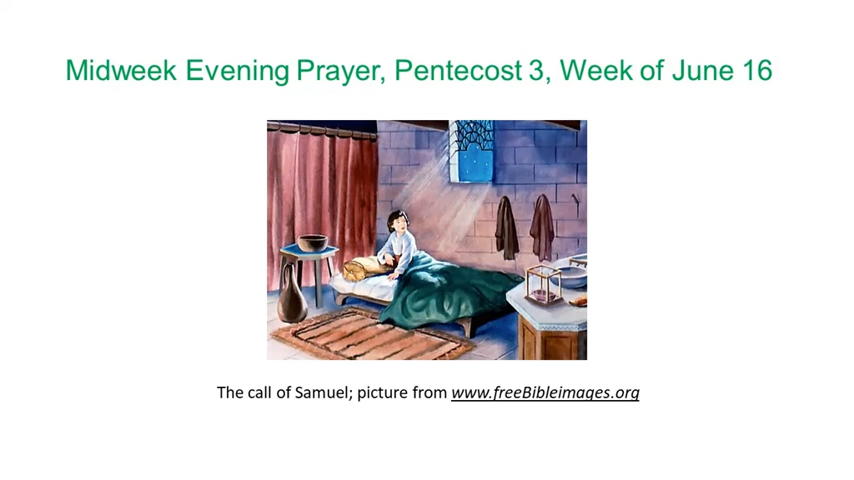 Midweek Evening Prayer, Pentecost 3, Week of June 16
The call of Samuel; picture from www.freeBibleimages.org